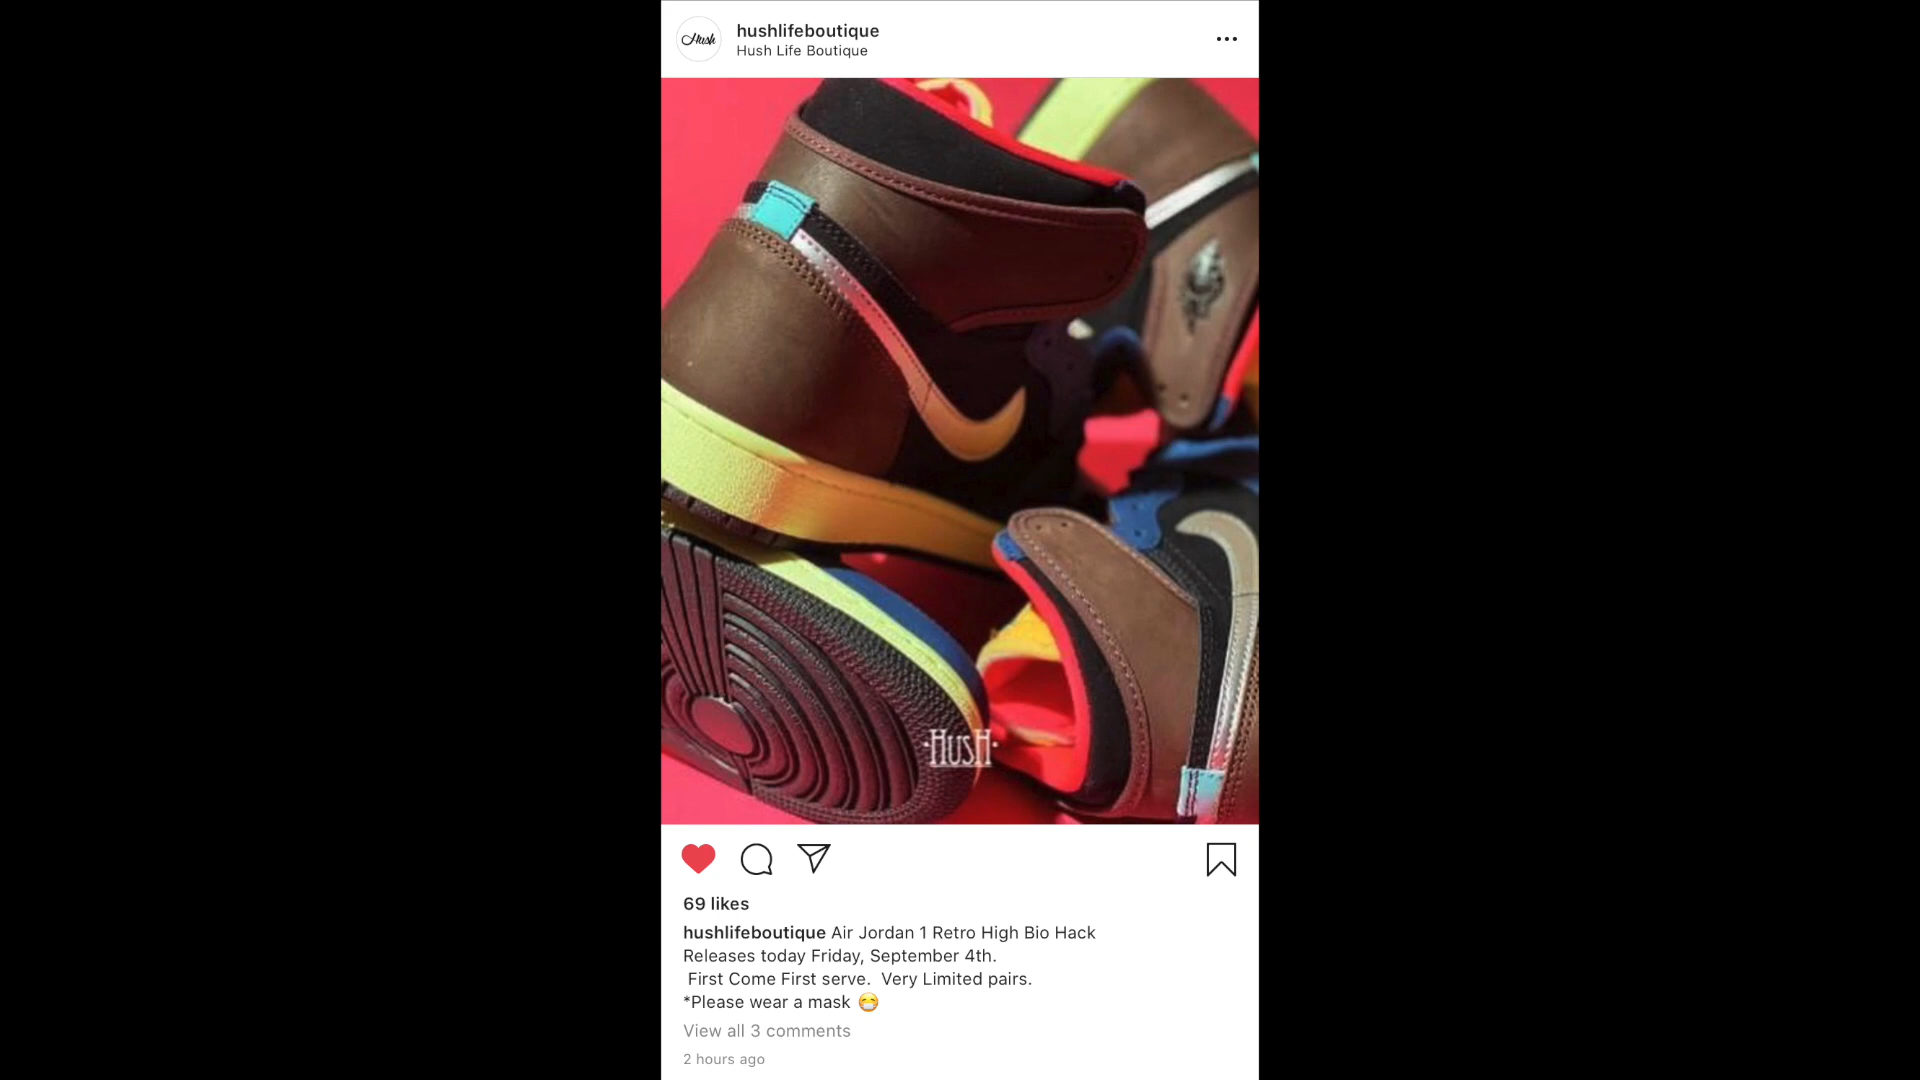 Hush
hushlifeboutique
Hush Life Boutique
·HUSH·
69 likes
hushlifeboutique Air Jordan 1 Retro High Bio Hack
Releases today Friday, September 4th.
First Come First serve.  Very Limited pairs.
*Please wear a mask 😷
View all 3 comments
2 hours ago